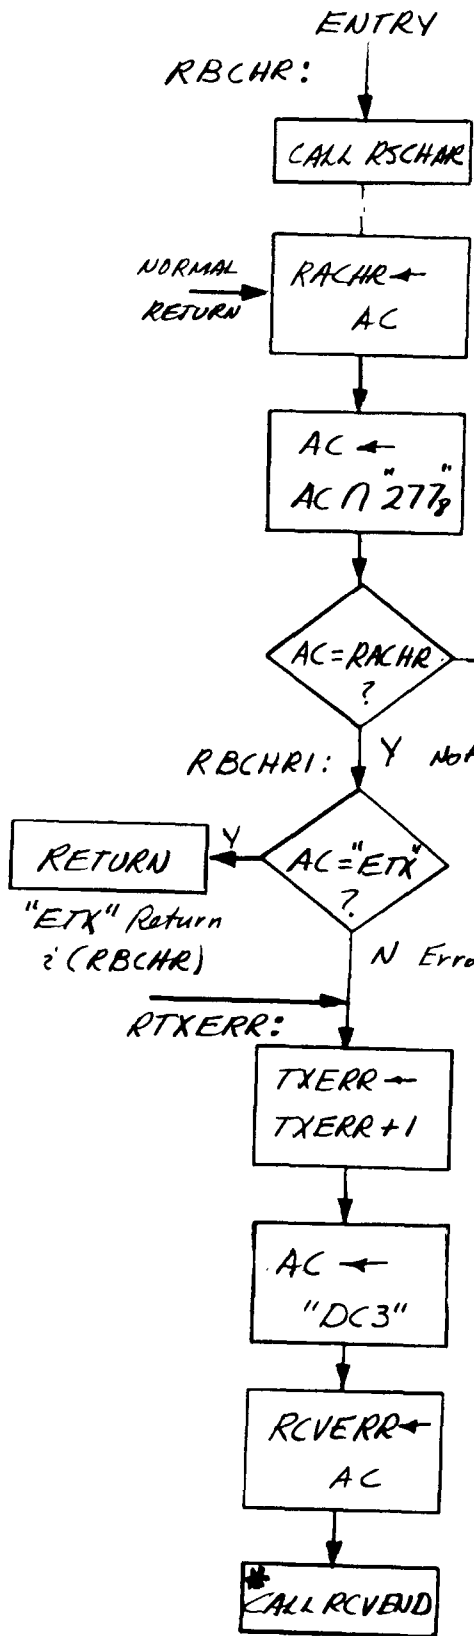 ENTRY
RBCHR:
CALL RSCHAR
NORMAL
RETURN
RACHR←
AC
AC ←
AC ∩ "277₈"
AC=RACHR
?
RBCHR1:
Y
AC="ETX"
?
Y
RETURN
"ETX" Return
i (RBCHR)
N
RTXERR:
TXERR←
TXERR+1
AC ←
"DC3"
RCVERR←
AC
*
CALL RCVEND